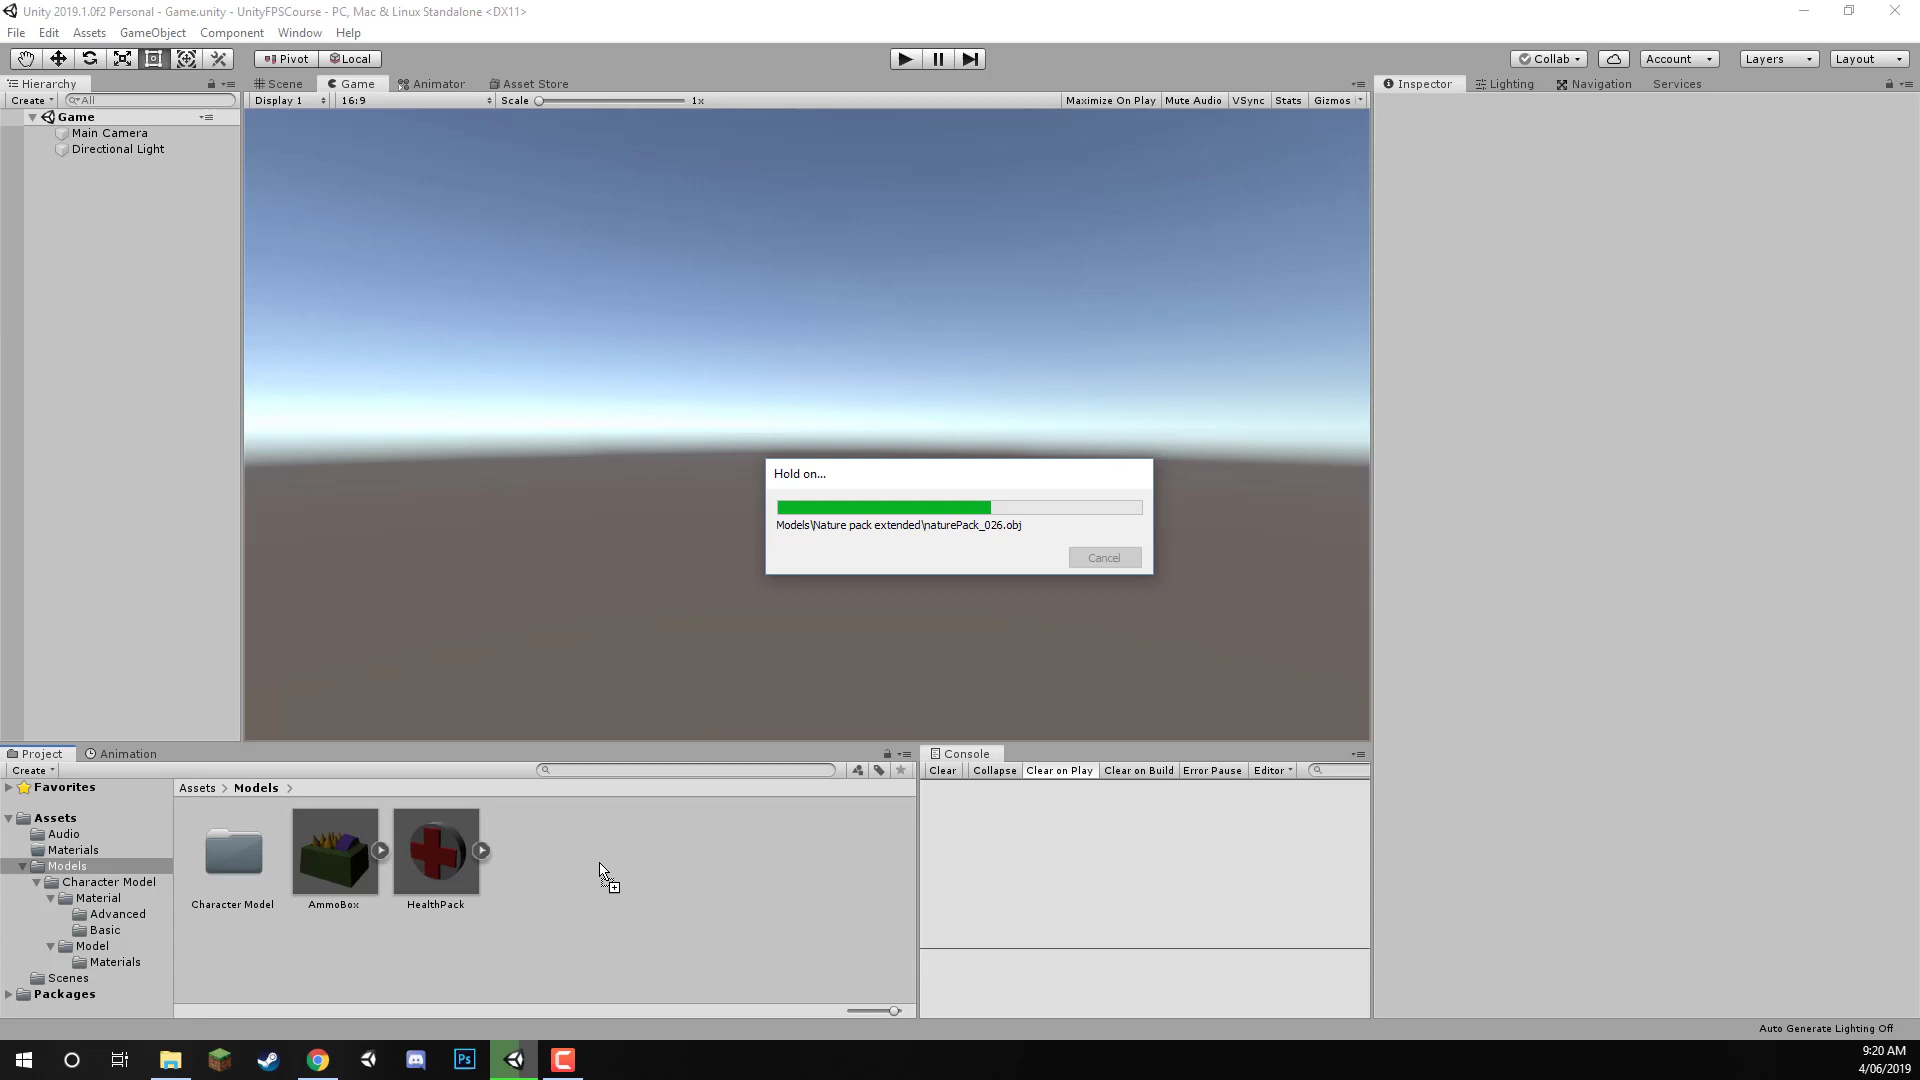 Unity 2019.1.0f2 Personal - Game.unity - UnityFPSCourse - PC, Mac & Linux Standalone <DX11>
File Edit Assets GameObject Component Window Help
Pivot Local Collab Account Layers Layout
Hierarchy Scene Game Animator Asset Store Inspector Lighting Navigation Services
Create All Display 1 16:9 Scale 1x Maximize On Play Mute Audio VSync Stats Gizmos
Game
Main Camera
Directional Light
Hold on...
Models\Nature pack extended\naturePack_026.obj
Cancel
Project Animation Console
Create Clear Collapse Clear on Play Clear on Build Error Pause Editor
Favorites
Assets
Audio
Materials
Models
Character Model
Material
Advanced
Basic
Model
Materials
Scenes
Packages
Assets Models
Character Model AmmoBox HealthPack
Auto Generate Lighting Off
Ps
9:20 AM
4/06/2019